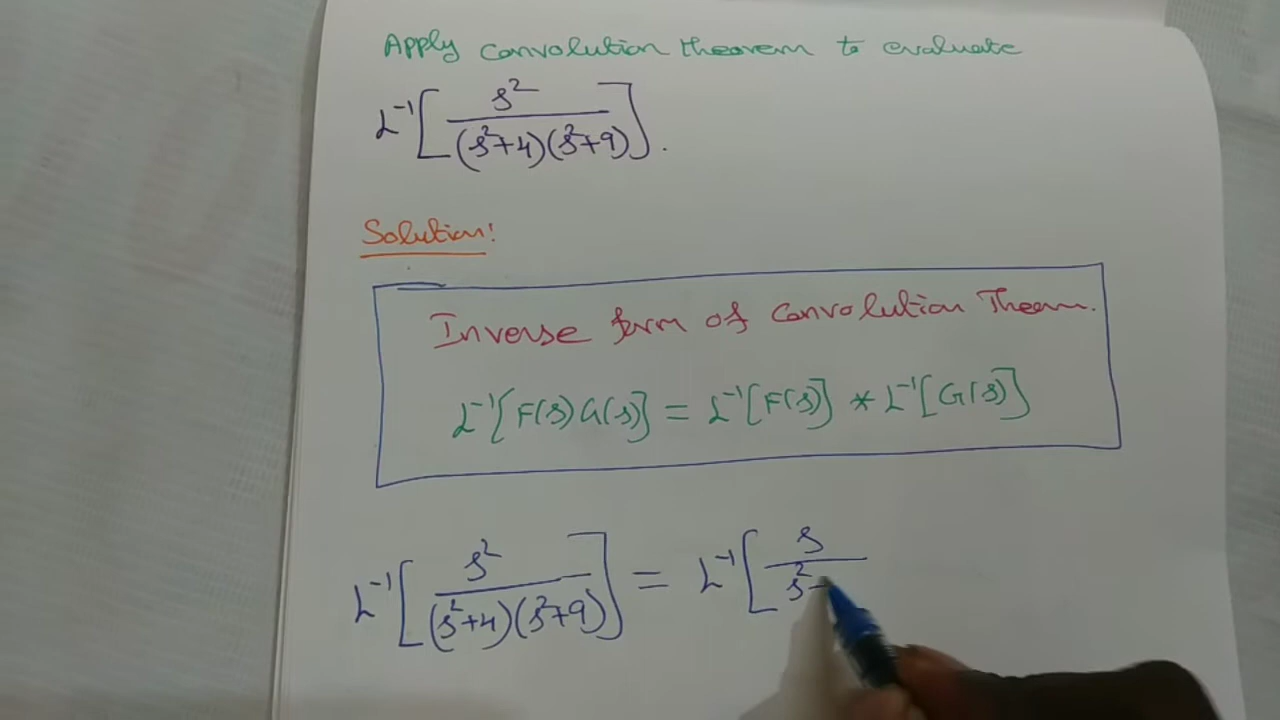 Apply convolution theorem to evaluate
L⁻¹[s²/((s²+4)(s²+9))].
Solution:
Inverse form of Convolution Theorem.
L⁻¹[F(s)G(s)] = L⁻¹[F(s)] * L⁻¹[G(s)]
L⁻¹[s²/((s²+4)(s²+9))] = L⁻¹[s/s²